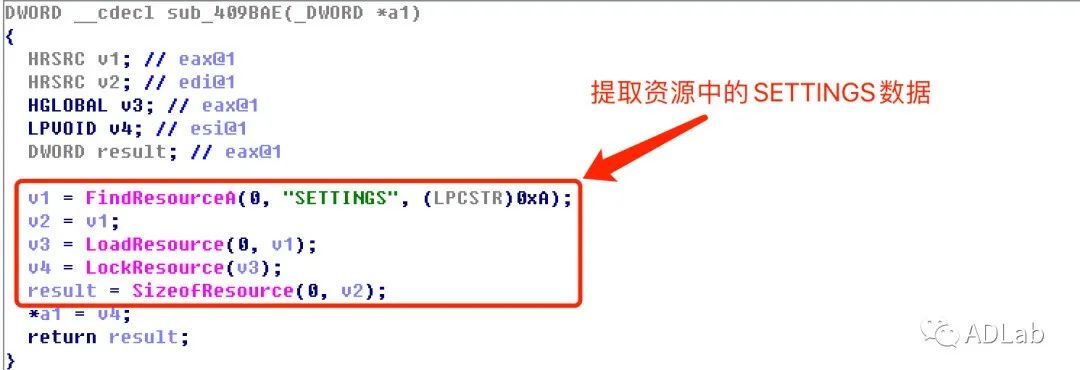 DWORD __cdecl sub_409BAE(_DWORD *a1)
{
HRSRC v1; // eax@1
HRSRC v2; // edi@1
HGLOBAL v3; // eax@1
LPVOID v4; // esi@1
DWORD result; // eax@1
提取资源中的SETTINGS数据
v1 = FindResourceA(0, "SETTINGS", (LPCSTR)0xA);
v2 = v1;
v3 = LoadResource(0, v1);
v4 = LockResource(v3);
result = SizeofResource(0, v2);
*a1 = v4;
return result;
}
ADLab